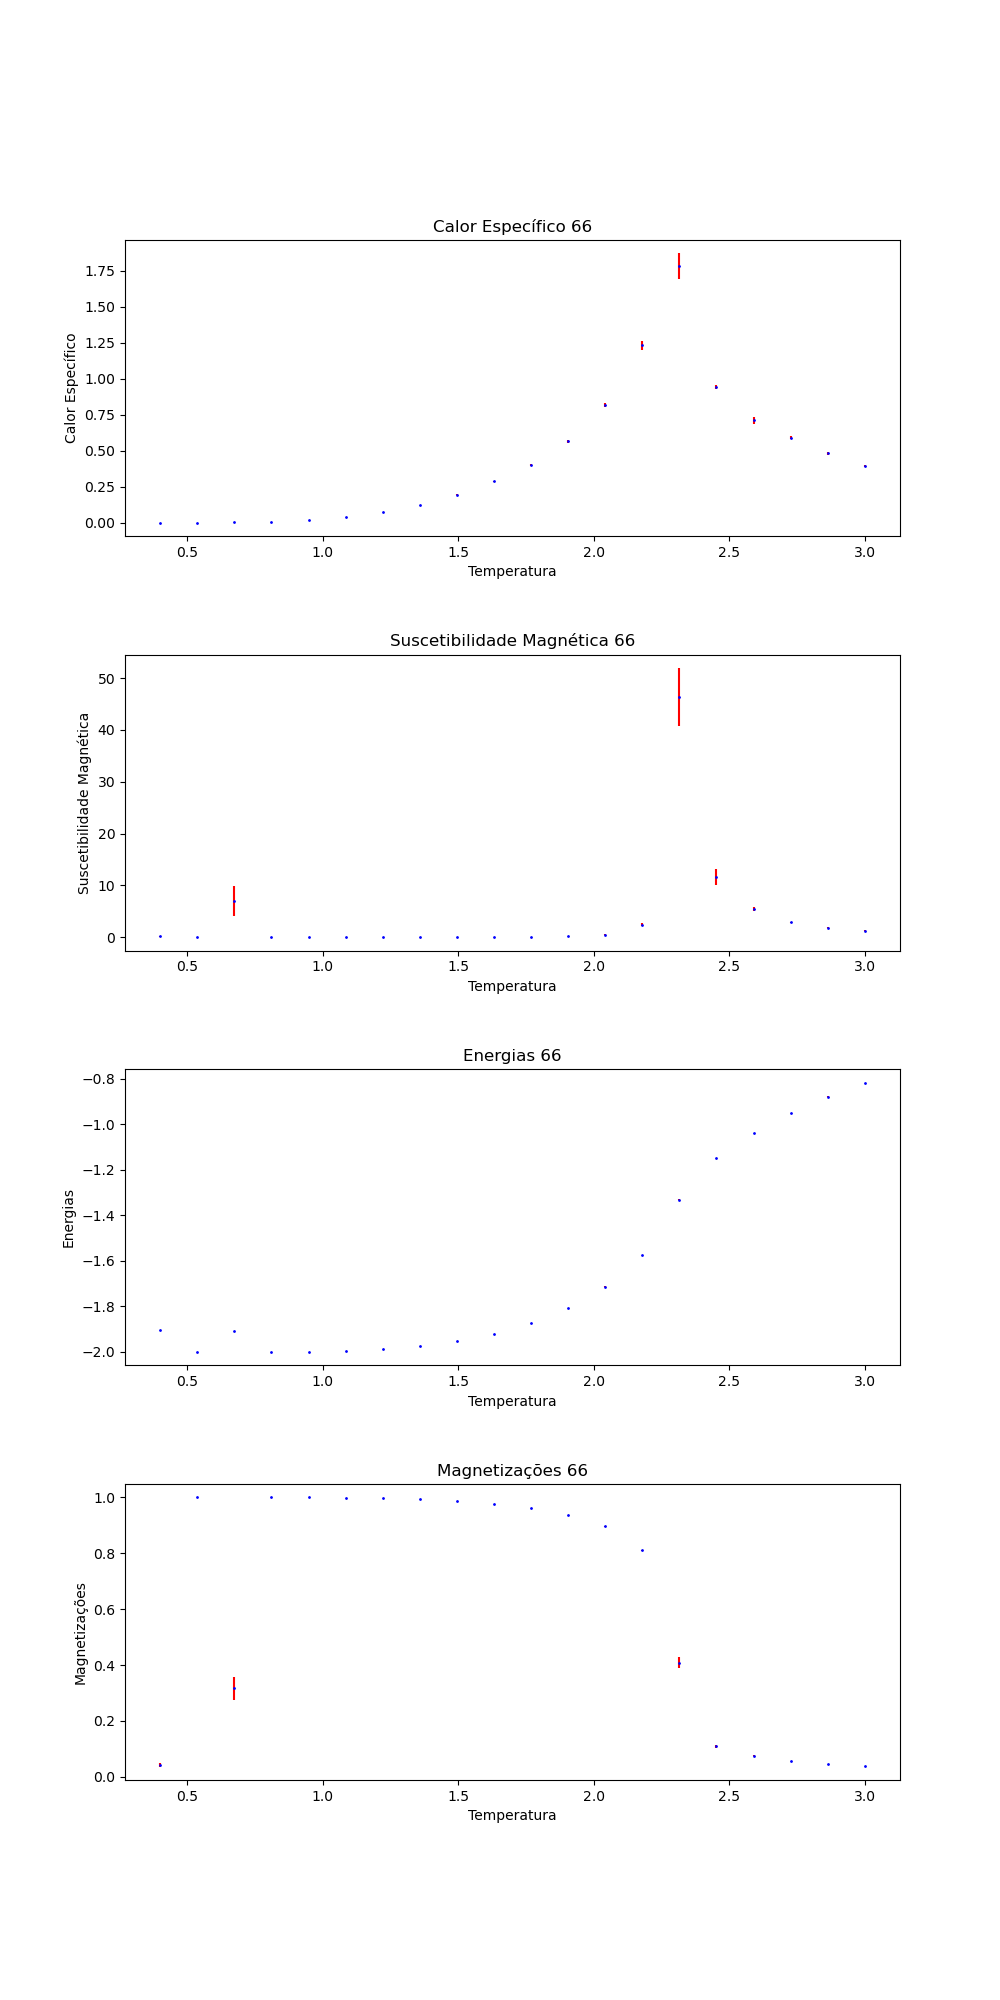 Calor Específico 66
1.75
1.50
1.25
1.00
0.75
0.50
0.25
0.00
Calor Específico
0.5 1.0 1.5 2.0 2.5 3.0
Temperatura
Suscetibilidade Magnética 66
50
40
30
20
10
0
Suscetibilidade Magnética
0.5 1.0 1.5 2.0 2.5 3.0
Temperatura
Energias 66
−0.8
−1.0
−1.2
−1.4
−1.6
−1.8
−2.0
Energias
0.5 1.0 1.5 2.0 2.5 3.0
Temperatura
Magnetizações 66
1.0
0.8
0.6
0.4
0.2
0.0
Magnetizações
0.5 1.0 1.5 2.0 2.5 3.0
Temperatura